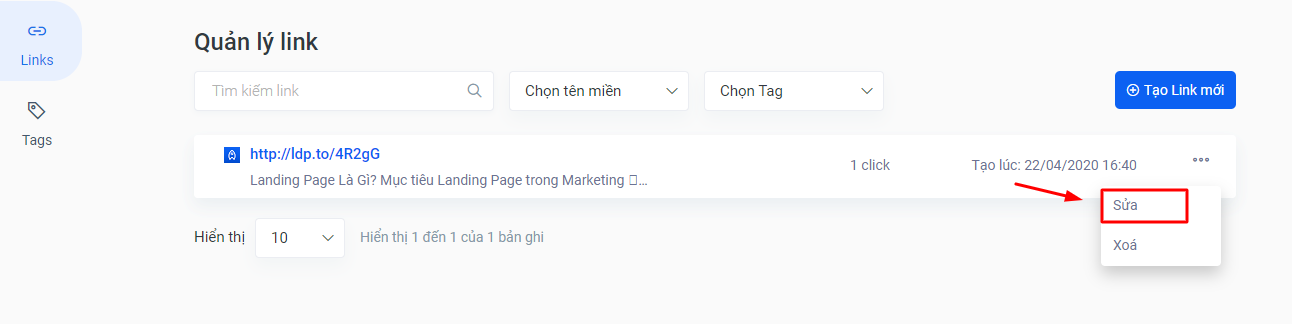 Links
Tags
Quản lý link
Tìm kiếm link
Chọn tên miền
Chọn Tag
Tạo Link mới
http://ldp.to/4R2gG
Landing Page Là Gì? Mục tiêu Landing Page trong Marketing ▯...
1 click
Tạo lúc: 22/04/2020 16:40
Sửa
Xoá
Hiển thị
10
Hiển thị 1 đến 1 của 1 bản ghi